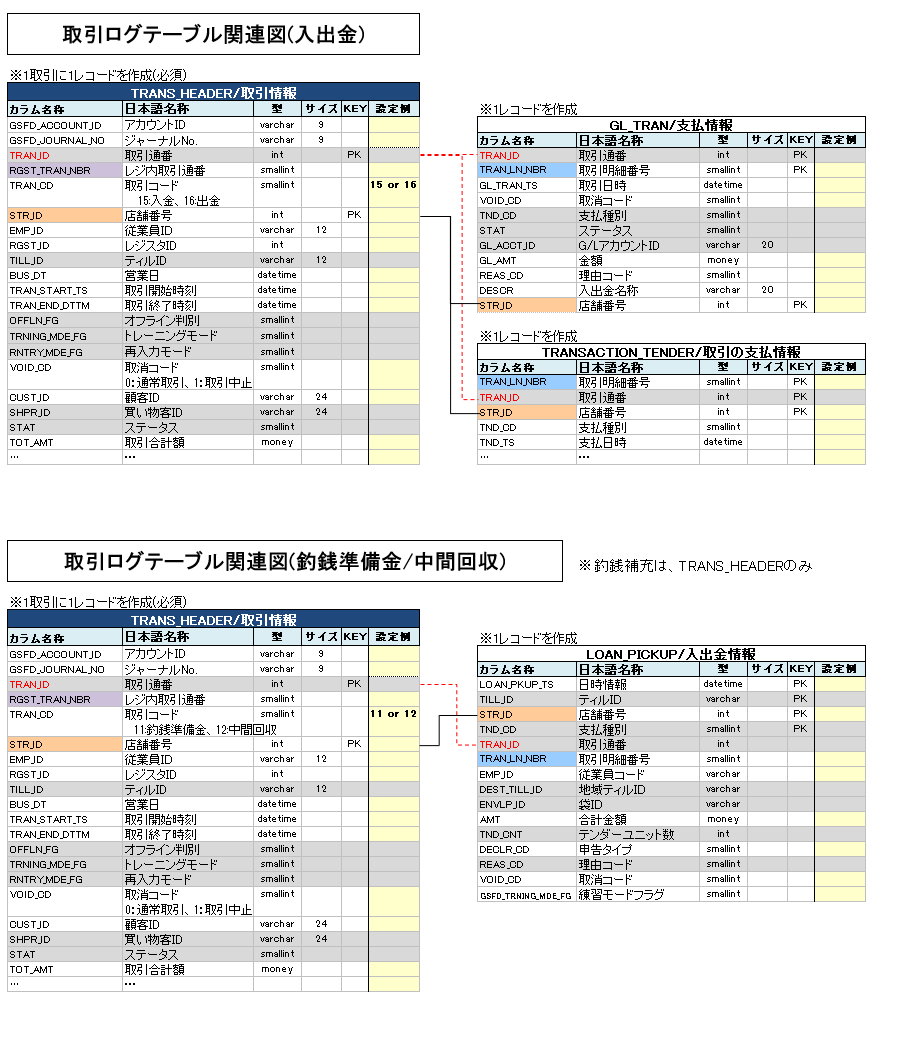 取引ログテーブル関連図(入出金)
※1取引に1レコードを作成(必須)
TRANS_HEADER/取引情報
カラム名称 日本語名称 型 サイズ KEY 設定例
GSFD_ACCOUNT_ID アカウントID varchar 9
GSFD_JOURNAL_NO ジャーナルNo. varchar 9
TRAN_ID 取引通番 int PK
RGST_TRAN_NBR レジ内取引通番 smallint
TRAN_CD 取引コード smallint 15 or 16
15:入金、16:出金
STR_ID 店舗番号 int PK
EMP_ID 従業員ID varchar 12
RGST_ID レジスタID int
TILL_ID ティルID varchar 12
BUS_DT 営業日 datetime
TRAN_START_TS 取引開始時刻 datetime
TRAN_END_DTTM 取引終了時刻 datetime
OFFLN_FG オフライン判別 smallint
TRNING_MDE_FG トレーニングモード smallint
RNTRY_MDE_FG 再入力モード smallint
VOID_CD 取消コード smallint
0:通常取引、1:取引中止
CUST_ID 顧客ID varchar 24
SHPR_ID 買い物客ID varchar 24
STAT ステータス smallint
TOT_AMT 取引合計額 money
… …
※1レコードを作成
GL_TRAN/支払情報
カラム名称 日本語名称 型 サイズ KEY 設定例
TRAN_ID 取引通番 int PK
TRAN_LN_NBR 取引明細番号 smallint PK
GL_TRAN_TS 取引日時 datetime
VOID_CD 取消コード smallint
TND_CD 支払種別 smallint
STAT ステータス smallint
GL_ACCT_ID G/LアカウントID varchar 20
GL_AMT 金額 money
REAS_CD 理由コード smallint
DESCR 入出金名称 varchar 20
STR_ID 店舗番号 int PK
※1レコードを作成
TRANSACTION_TENDER/取引の支払情報
カラム名称 日本語名称 型 サイズ KEY 設定例
TRAN_LN_NBR 取引明細番号 smallint PK
TRAN_ID 取引通番 int PK
STR_ID 店舗番号 int PK
TND_CD 支払種別 smallint
TND_TS 支払日時 datetime
… …
取引ログテーブル関連図(釣銭準備金/中間回収)
※釣銭補充は、TRANS_HEADERのみ
※1取引に1レコードを作成(必須)
TRANS_HEADER/取引情報
カラム名称 日本語名称 型 サイズ KEY 設定例
GSFD_ACCOUNT_ID アカウントID varchar 9
GSFD_JOURNAL_NO ジャーナルNo. varchar 9
TRAN_ID 取引通番 int PK
RGST_TRAN_NBR レジ内取引通番 smallint
TRAN_CD 取引コード smallint 11 or 12
11:釣銭準備金、12:中間回収
STR_ID 店舗番号 int PK
EMP_ID 従業員ID varchar 12
RGST_ID レジスタID int
TILL_ID ティルID varchar 12
BUS_DT 営業日 datetime
TRAN_START_TS 取引開始時刻 datetime
TRAN_END_DTTM 取引終了時刻 datetime
OFFLN_FG オフライン判別 smallint
TRNING_MDE_FG トレーニングモード smallint
RNTRY_MDE_FG 再入力モード smallint
VOID_CD 取消コード smallint
0:通常取引、1:取引中止
CUST_ID 顧客ID varchar 24
SHPR_ID 買い物客ID varchar 24
STAT ステータス smallint
TOT_AMT 取引合計額 money
… …
※1レコードを作成
LOAN_PICKUP/入出金情報
カラム名称 日本語名称 型 サイズ KEY 設定例
LOAN_PKUP_TS 日時情報 datetime PK
TILL_ID ティルID varchar PK
STR_ID 店舗番号 int PK
TND_CD 支払種別 smallint PK
TRAN_ID 取引通番 int
TRAN_LN_NBR 取引明細番号 smallint
EMP_ID 従業員コード varchar
DEST_TILL_ID 地域ティルID varchar
ENVLP_ID 袋ID varchar
AMT 合計金額 money
TND_CNT テンダーユニット数 int
DECLR_CD 申告タイプ smallint
REAS_CD 理由コード smallint
VOID_CD 取消コード smallint
GSFD_TRNING_MDE_FG 練習モードフラグ smallint